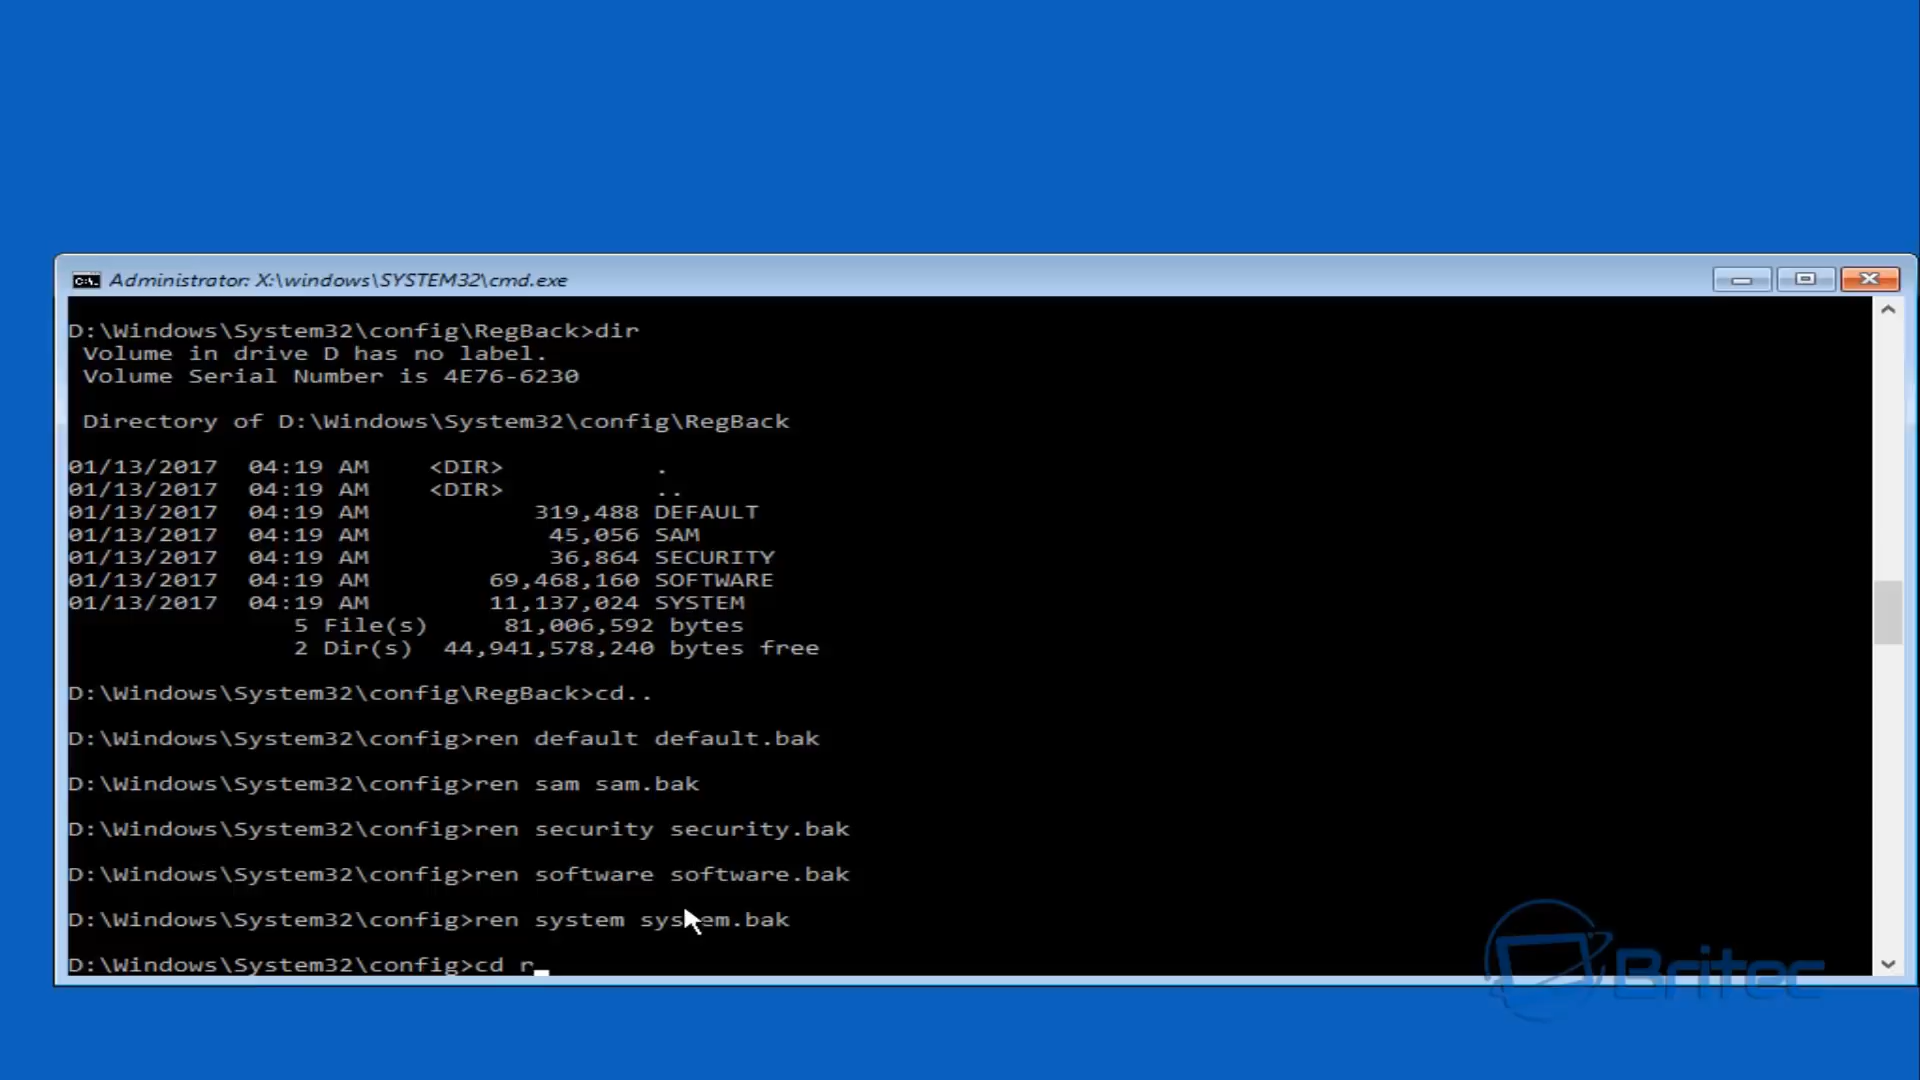 Administrator: X:\windows\SYSTEM32\cmd.exe
D:\Windows\System32\config\RegBack>dir
Volume in drive D has no label.
Volume Serial Number is 4E76-6230
Directory of D:\Windows\System32\config\RegBack
01/13/2017 04:19 AM <DIR> .
01/13/2017 04:19 AM <DIR> ..
01/13/2017 04:19 AM 319,488 DEFAULT
01/13/2017 04:19 AM 45,056 SAM
01/13/2017 04:19 AM 36,864 SECURITY
01/13/2017 04:19 AM 69,468,160 SOFTWARE
01/13/2017 04:19 AM 11,137,024 SYSTEM
5 File(s) 81,006,592 bytes
2 Dir(s) 44,941,578,240 bytes free
D:\Windows\System32\config\RegBack>cd..
D:\Windows\System32\config>ren default default.bak
D:\Windows\System32\config>ren sam sam.bak
D:\Windows\System32\config>ren security security.bak
D:\Windows\System32\config>ren software software.bak
D:\Windows\System32\config>ren system system.bak
D:\Windows\System32\config>cd r_
Britec